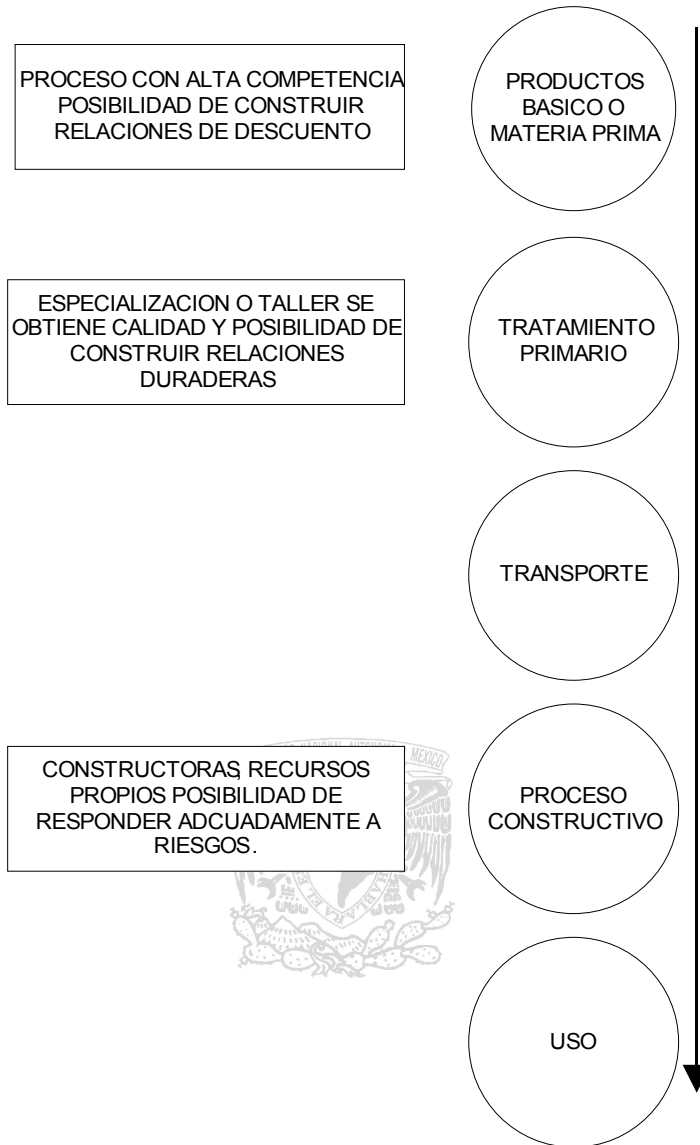 PROCESO CON ALTA COMPETENCIA
POSIBILIDAD DE CONSTRUIR
RELACIONES DE DESCUENTO
PRODUCTOS
BASICO O
MATERIA PRIMA
ESPECIALIZACION O TALLER SE
OBTIENE CALIDAD Y POSIBILIDAD DE
CONSTRUIR RELACIONES
DURADERAS
TRATAMIENTO
PRIMARIO
TRANSPORTE
CONSTRUCTORAS, RECURSOS
PROPIOS POSIBILIDAD DE
RESPONDER ADCUADAMENTE A
RIESGOS.
PROCESO
CONSTRUCTIVO
USO